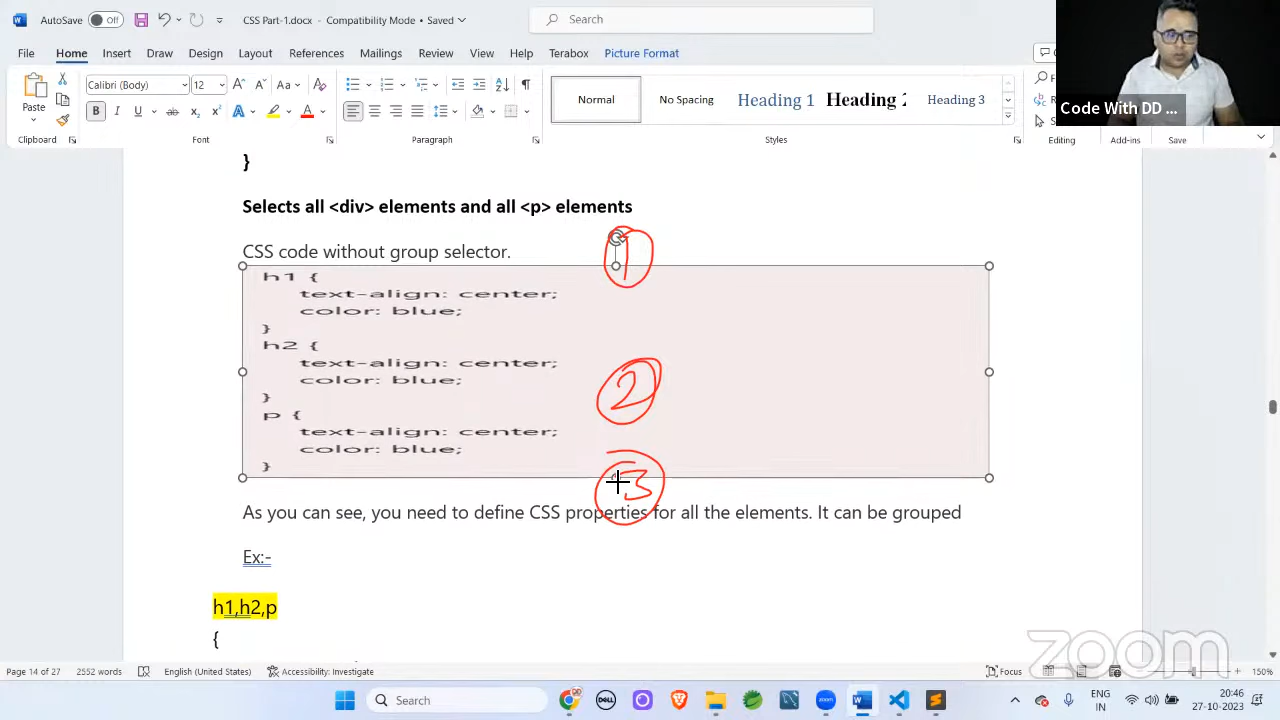 AutoSave Off CSS Part-1.docx - Compatibility Mode • Saved Search
File Home Insert Draw Design Layout References Mailings Review View Help Terabox Picture Format
Paste Calibri (Body) 12 Normal No Spacing Heading 1 Heading 2 Heading 3
Code With DD ...
Clipboard Font Paragraph Styles Editing Add-ins Save
}
Selects all <div> elements and all <p> elements
CSS code without group selector.
1
h1 {
text-align: center;
color: blue;
}
h2 {
text-align: center;
color: blue;
2
}
p {
text-align: center;
color: blue;
}
3
As you can see, you need to define CSS properties for all the elements. It can be grouped
Ex:-
h1,h2,p
{
zoom
Page 14 of 27 2552 words English (United States) Accessibility: Investigate Focus 150%
Search ENG 20:46
IN 27-10-2023